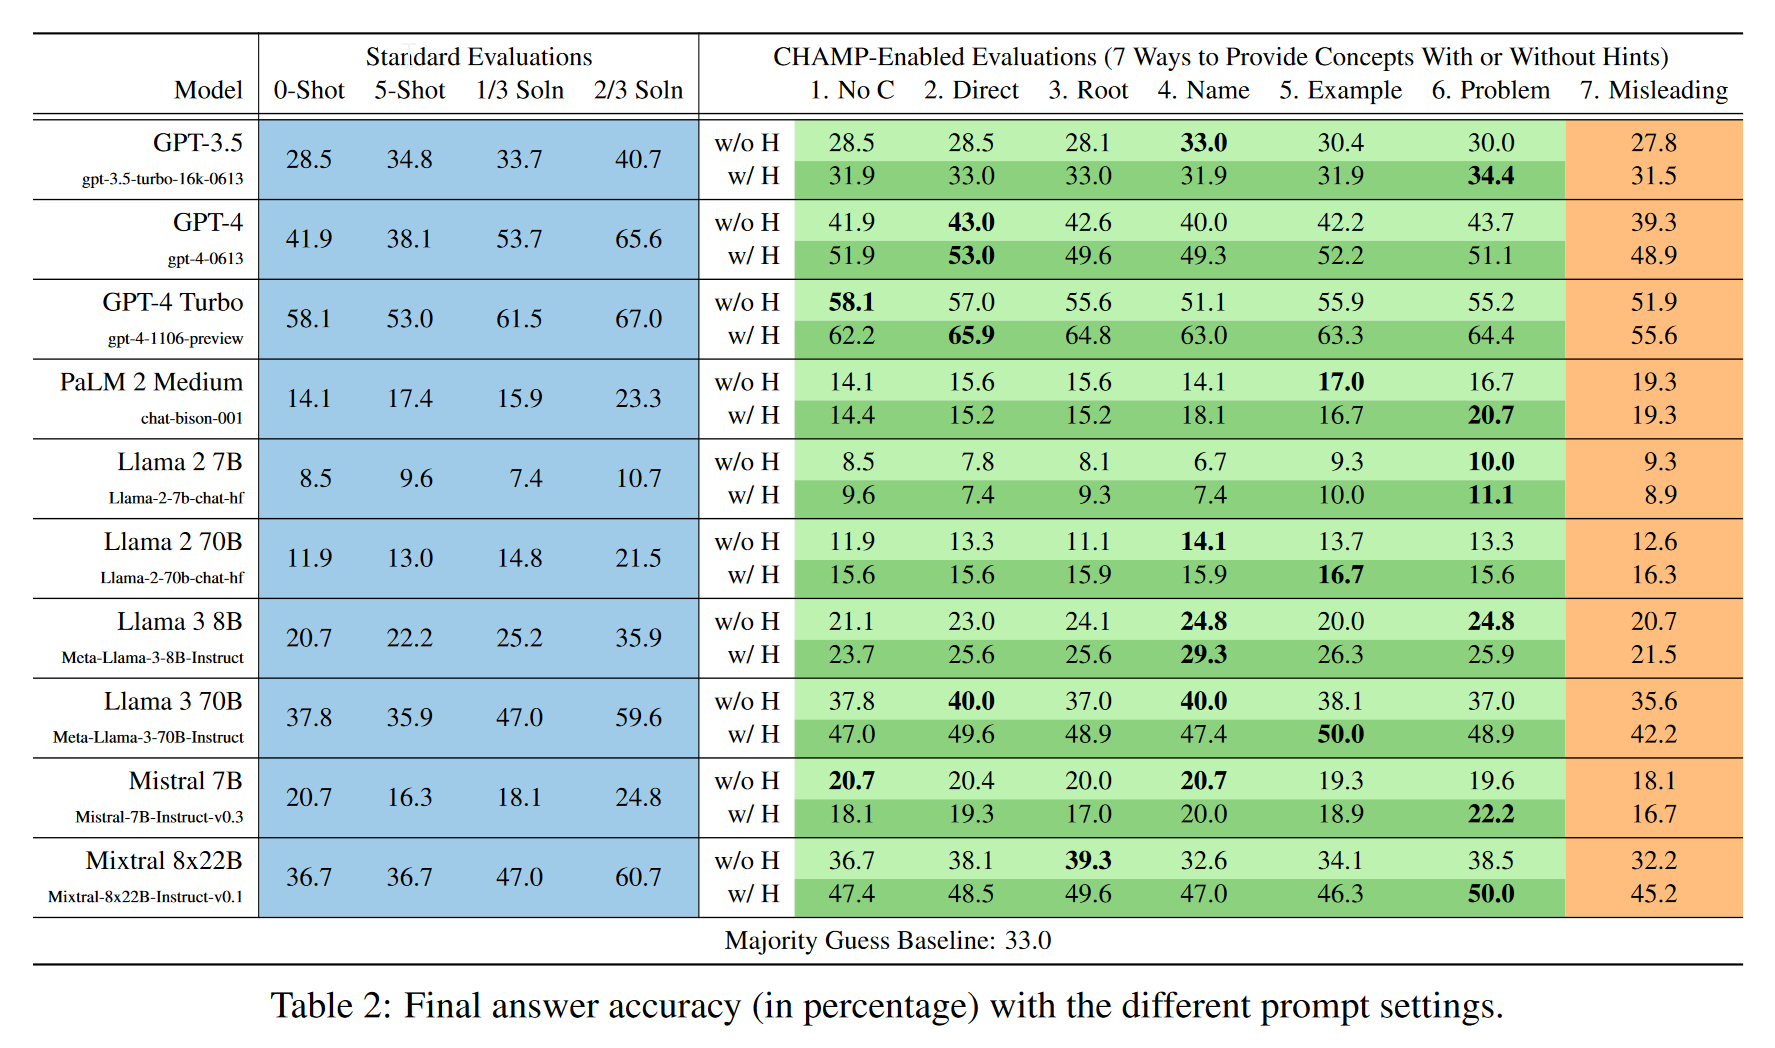 Standard Evaluations CHAMP-Enabled Evaluations (7 Ways to Provide Concepts With or Without Hints)
Model 0-Shot 5-Shot 1/3 Soln 2/3 Soln 1. No C 2. Direct 3. Root 4. Name 5. Example 6. Problem 7. Misleading
GPT-3.5 w/o H 28.5 28.5 28.1 33.0 30.4 30.0 27.8
28.5 34.8 33.7 40.7
gpt-3.5-turbo-16k-0613 w/ H 31.9 33.0 33.0 31.9 31.9 34.4 31.5
GPT-4 w/o H 41.9 43.0 42.6 40.0 42.2 43.7 39.3
41.9 38.1 53.7 65.6
gpt-4-0613 w/ H 51.9 53.0 49.6 49.3 52.2 51.1 48.9
GPT-4 Turbo w/o H 58.1 57.0 55.6 51.1 55.9 55.2 51.9
58.1 53.0 61.5 67.0
gpt-4-1106-preview w/ H 62.2 65.9 64.8 63.0 63.3 64.4 55.6
PaLM 2 Medium w/o H 14.1 15.6 15.6 14.1 17.0 16.7 19.3
14.1 17.4 15.9 23.3
chat-bison-001 w/ H 14.4 15.2 15.2 18.1 16.7 20.7 19.3
Llama 2 7B w/o H 8.5 7.8 8.1 6.7 9.3 10.0 9.3
8.5 9.6 7.4 10.7
Llama-2-7b-chat-hf w/ H 9.6 7.4 9.3 7.4 10.0 11.1 8.9
Llama 2 70B w/o H 11.9 13.3 11.1 14.1 13.7 13.3 12.6
11.9 13.0 14.8 21.5
Llama-2-70b-chat-hf w/ H 15.6 15.6 15.9 15.9 16.7 15.6 16.3
Llama 3 8B w/o H 21.1 23.0 24.1 24.8 20.0 24.8 20.7
20.7 22.2 25.2 35.9
Meta-Llama-3-8B-Instruct w/ H 23.7 25.6 25.6 29.3 26.3 25.9 21.5
Llama 3 70B w/o H 37.8 40.0 37.0 40.0 38.1 37.0 35.6
37.8 35.9 47.0 59.6
Meta-Llama-3-70B-Instruct w/ H 47.0 49.6 48.9 47.4 50.0 48.9 42.2
Mistral 7B w/o H 20.7 20.4 20.0 20.7 19.3 19.6 18.1
20.7 16.3 18.1 24.8
Mistral-7B-Instruct-v0.3 w/ H 18.1 19.3 17.0 20.0 18.9 22.2 16.7
Mixtral 8x22B w/o H 36.7 38.1 39.3 32.6 34.1 38.5 32.2
36.7 36.7 47.0 60.7
Mixtral-8x22B-Instruct-v0.1 w/ H 47.4 48.5 49.6 47.0 46.3 50.0 45.2
Majority Guess Baseline: 33.0
Table 2: Final answer accuracy (in percentage) with the different prompt settings.